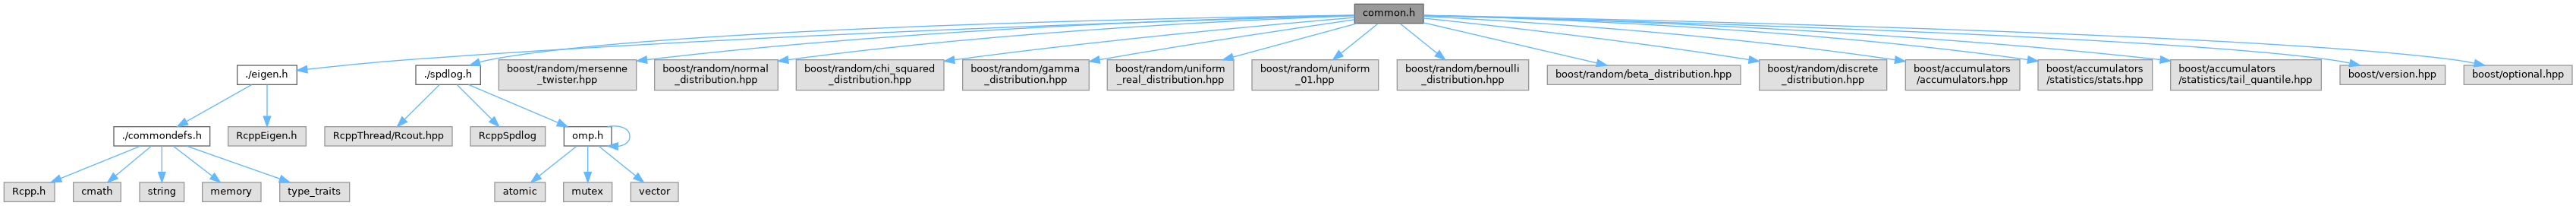 common.h
./eigen.h
./spdlog.h
boost/random/mersenne
_twister.hpp
boost/random/normal
_distribution.hpp
boost/random/chi_squared
_distribution.hpp
boost/random/gamma
_distribution.hpp
boost/random/uniform
_real_distribution.hpp
boost/random/uniform
_01.hpp
boost/random/bernoulli
_distribution.hpp
boost/random/beta_distribution.hpp
boost/random/discrete
_distribution.hpp
boost/accumulators
/accumulators.hpp
boost/accumulators
/statistics/stats.hpp
boost/accumulators
/statistics/tail_quantile.hpp
boost/version.hpp
boost/optional.hpp
./commondefs.h
RcppEigen.h
RcppThread/Rcout.hpp
RcppSpdlog
omp.h
Rcpp.h
cmath
string
memory
type_traits
atomic
mutex
vector